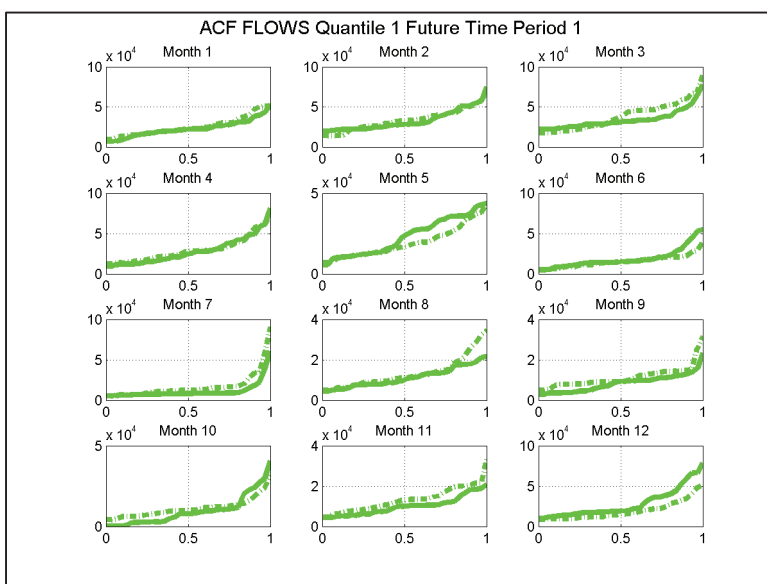 ACF FLOWS Quantile 1 Future Time Period 1
Month 1 Month 2 Month 3
x 10^4 x 10^4 x 10^4
10 10 10
5 5 5
0 0 0
0 0.5 1 0 0.5 1 0 0.5 1
Month 4 Month 5 Month 6
x 10^4 x 10^4 x 10^4
10 5 10
5 5
0 0 0
0 0.5 1 0 0.5 1 0 0.5 1
Month 7 Month 8 Month 9
x 10^4 x 10^4 x 10^4
10 4 4
5 2 2
0 0 0
0 0.5 1 0 0.5 1 0 0.5 1
Month 10 Month 11 Month 12
x 10^4 x 10^4 x 10^4
5 4 10
2 5
0 0 0
0 0.5 1 0 0.5 1 0 0.5 1